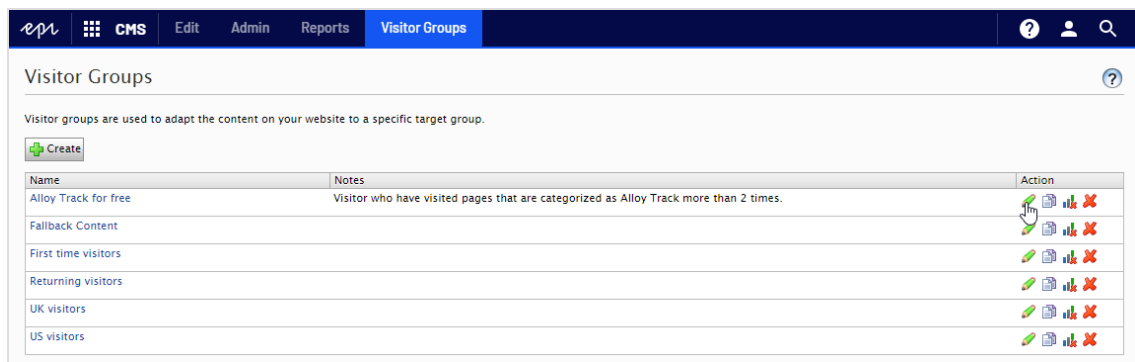 epi CMS Edit Admin Reports Visitor Groups ?
Visitor Groups ?
Visitor groups are used to adapt the content on your website to a specific target group.
Create
Name Notes Action
Alloy Track for free Visitor who have visited pages that are categorized as Alloy Track more than 2 times.
Fallback Content
First time visitors
Returning visitors
UK visitors
US visitors